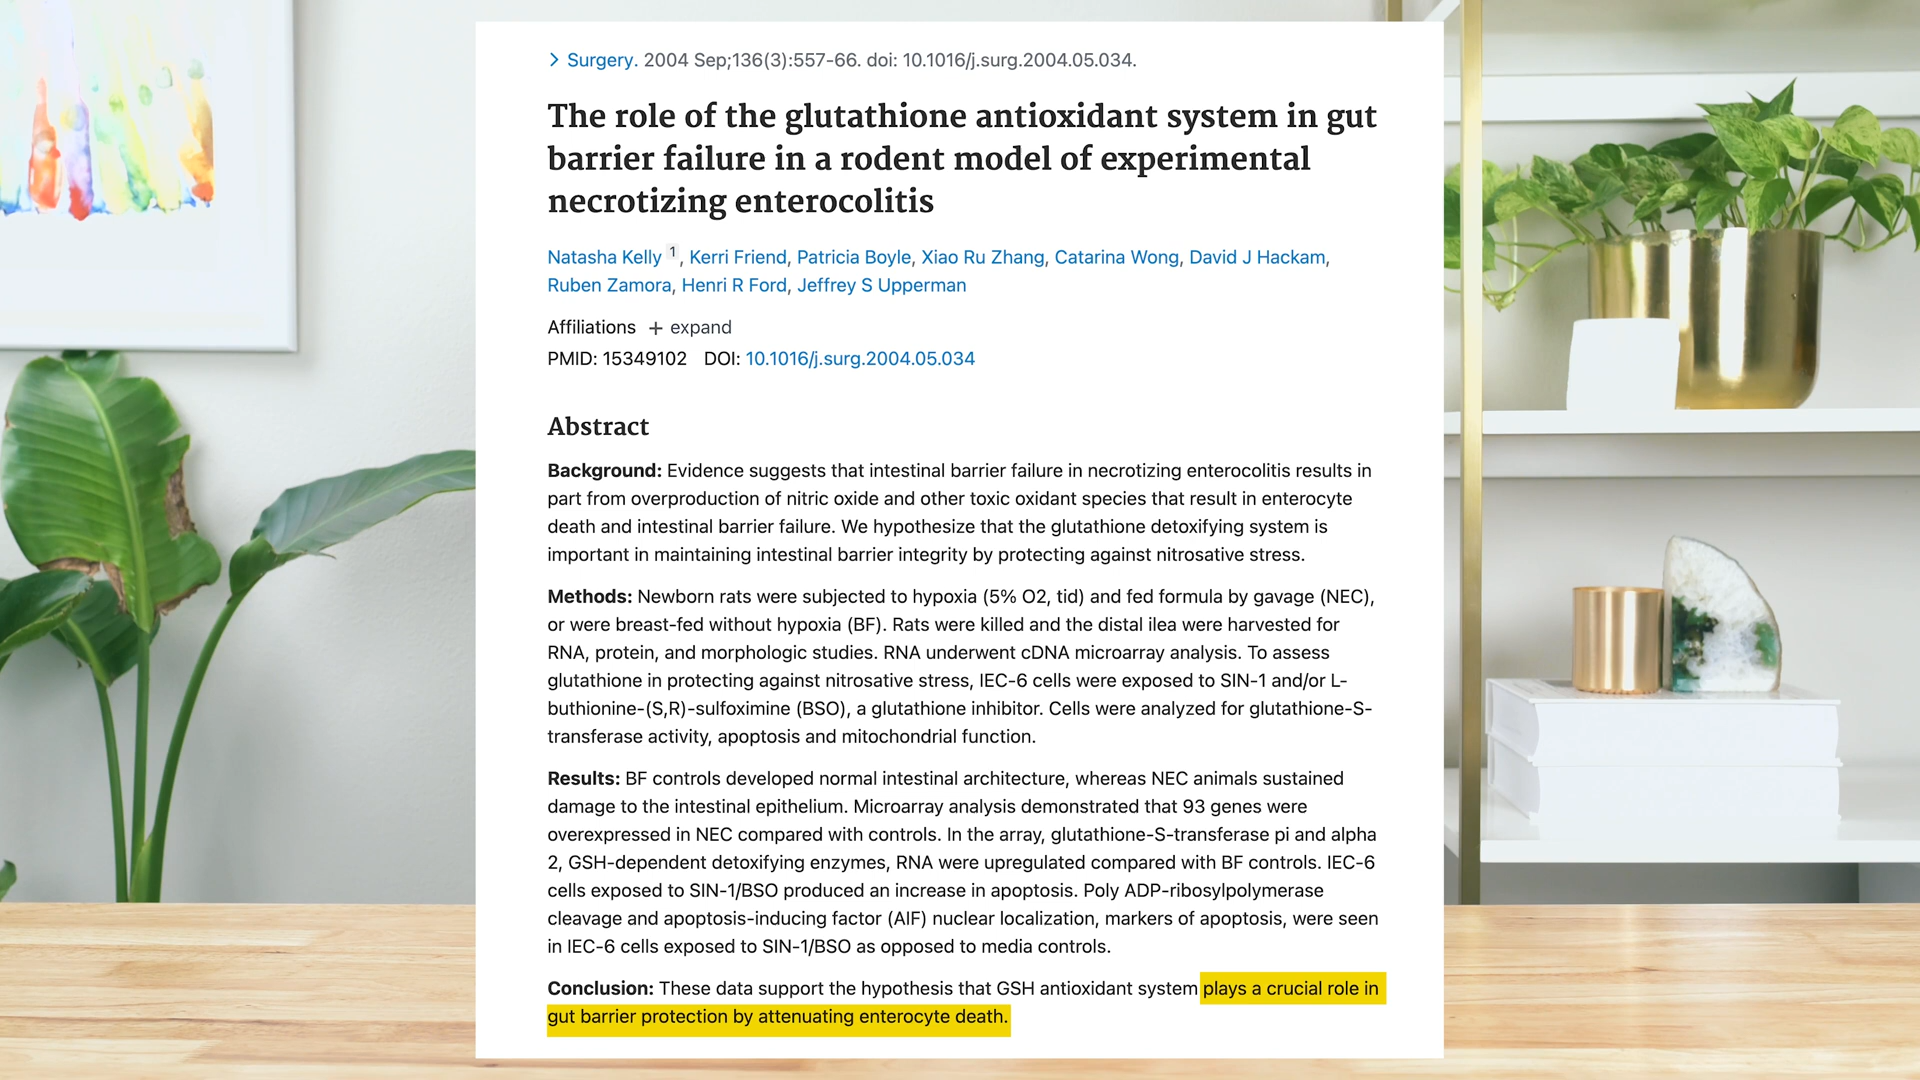 > Surgery. 2004 Sep;136(3):557-66. doi: 10.1016/j.surg.2004.05.034.
The role of the glutathione antioxidant system in gut
barrier failure in a rodent model of experimental
necrotizing enterocolitis
Natasha Kelly 1, Kerri Friend, Patricia Boyle, Xiao Ru Zhang, Catarina Wong, David J Hackam,
Ruben Zamora, Henri R Ford, Jeffrey S Upperman
Affiliations + expand
PMID: 15349102 DOI: 10.1016/j.surg.2004.05.034
Abstract
Background: Evidence suggests that intestinal barrier failure in necrotizing enterocolitis results in
part from overproduction of nitric oxide and other toxic oxidant species that result in enterocyte
death and intestinal barrier failure. We hypothesize that the glutathione detoxifying system is
important in maintaining intestinal barrier integrity by protecting against nitrosative stress.
Methods: Newborn rats were subjected to hypoxia (5% O2, tid) and fed formula by gavage (NEC),
or were breast-fed without hypoxia (BF). Rats were killed and the distal ilea were harvested for
RNA, protein, and morphologic studies. RNA underwent cDNA microarray analysis. To assess
glutathione in protecting against nitrosative stress, IEC-6 cells were exposed to SIN-1 and/or L-
buthionine-(S,R)-sulfoximine (BSO), a glutathione inhibitor. Cells were analyzed for glutathione-S-
transferase activity, apoptosis and mitochondrial function.
Results: BF controls developed normal intestinal architecture, whereas NEC animals sustained
damage to the intestinal epithelium. Microarray analysis demonstrated that 93 genes were
overexpressed in NEC compared with controls. In the array, glutathione-S-transferase pi and alpha
2, GSH-dependent detoxifying enzymes, RNA were upregulated compared with BF controls. IEC-6
cells exposed to SIN-1/BSO produced an increase in apoptosis. Poly ADP-ribosylpolymerase
cleavage and apoptosis-inducing factor (AIF) nuclear localization, markers of apoptosis, were seen
in IEC-6 cells exposed to SIN-1/BSO as opposed to media controls.
Conclusion: These data support the hypothesis that GSH antioxidant system plays a crucial role in
gut barrier protection by attenuating enterocyte death.